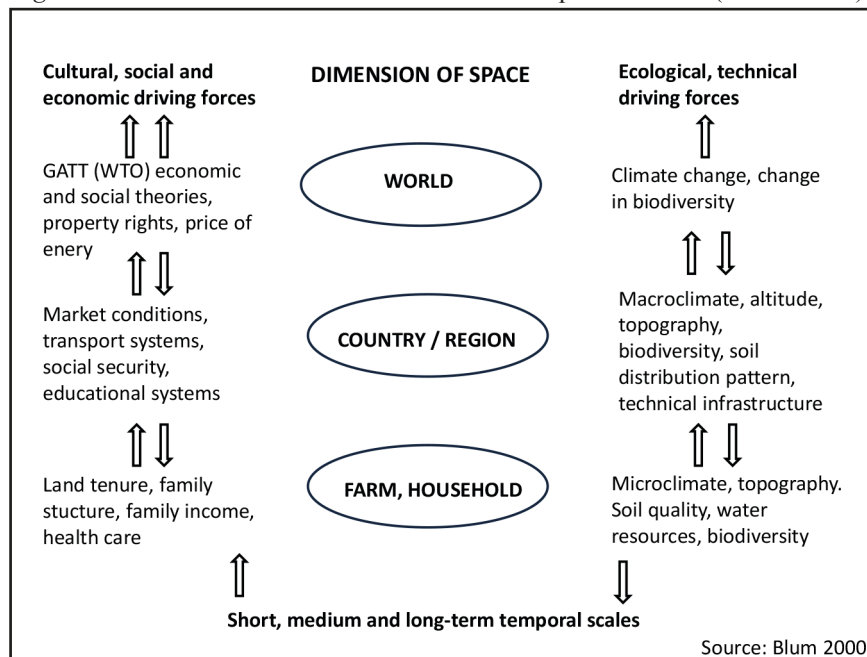 Cultural, social and
economic driving forces
DIMENSION OF SPACE
Ecological, technical
driving forces
GATT (WTO) economic
and social theories,
property rights, price of
enery
WORLD
Climate change, change
in biodiversity
Market conditions,
transport systems,
social security,
educational systems
COUNTRY / REGION
Macroclimate, altitude,
topography,
biodiversity, soil
distribution pattern,
technical infrastructure
Land tenure, family
stucture, family income,
health care
FARM, HOUSEHOLD
Microclimate, topography.
Soil quality, water
resources, biodiversity
Short, medium and long-term temporal scales
Source: Blum 2000